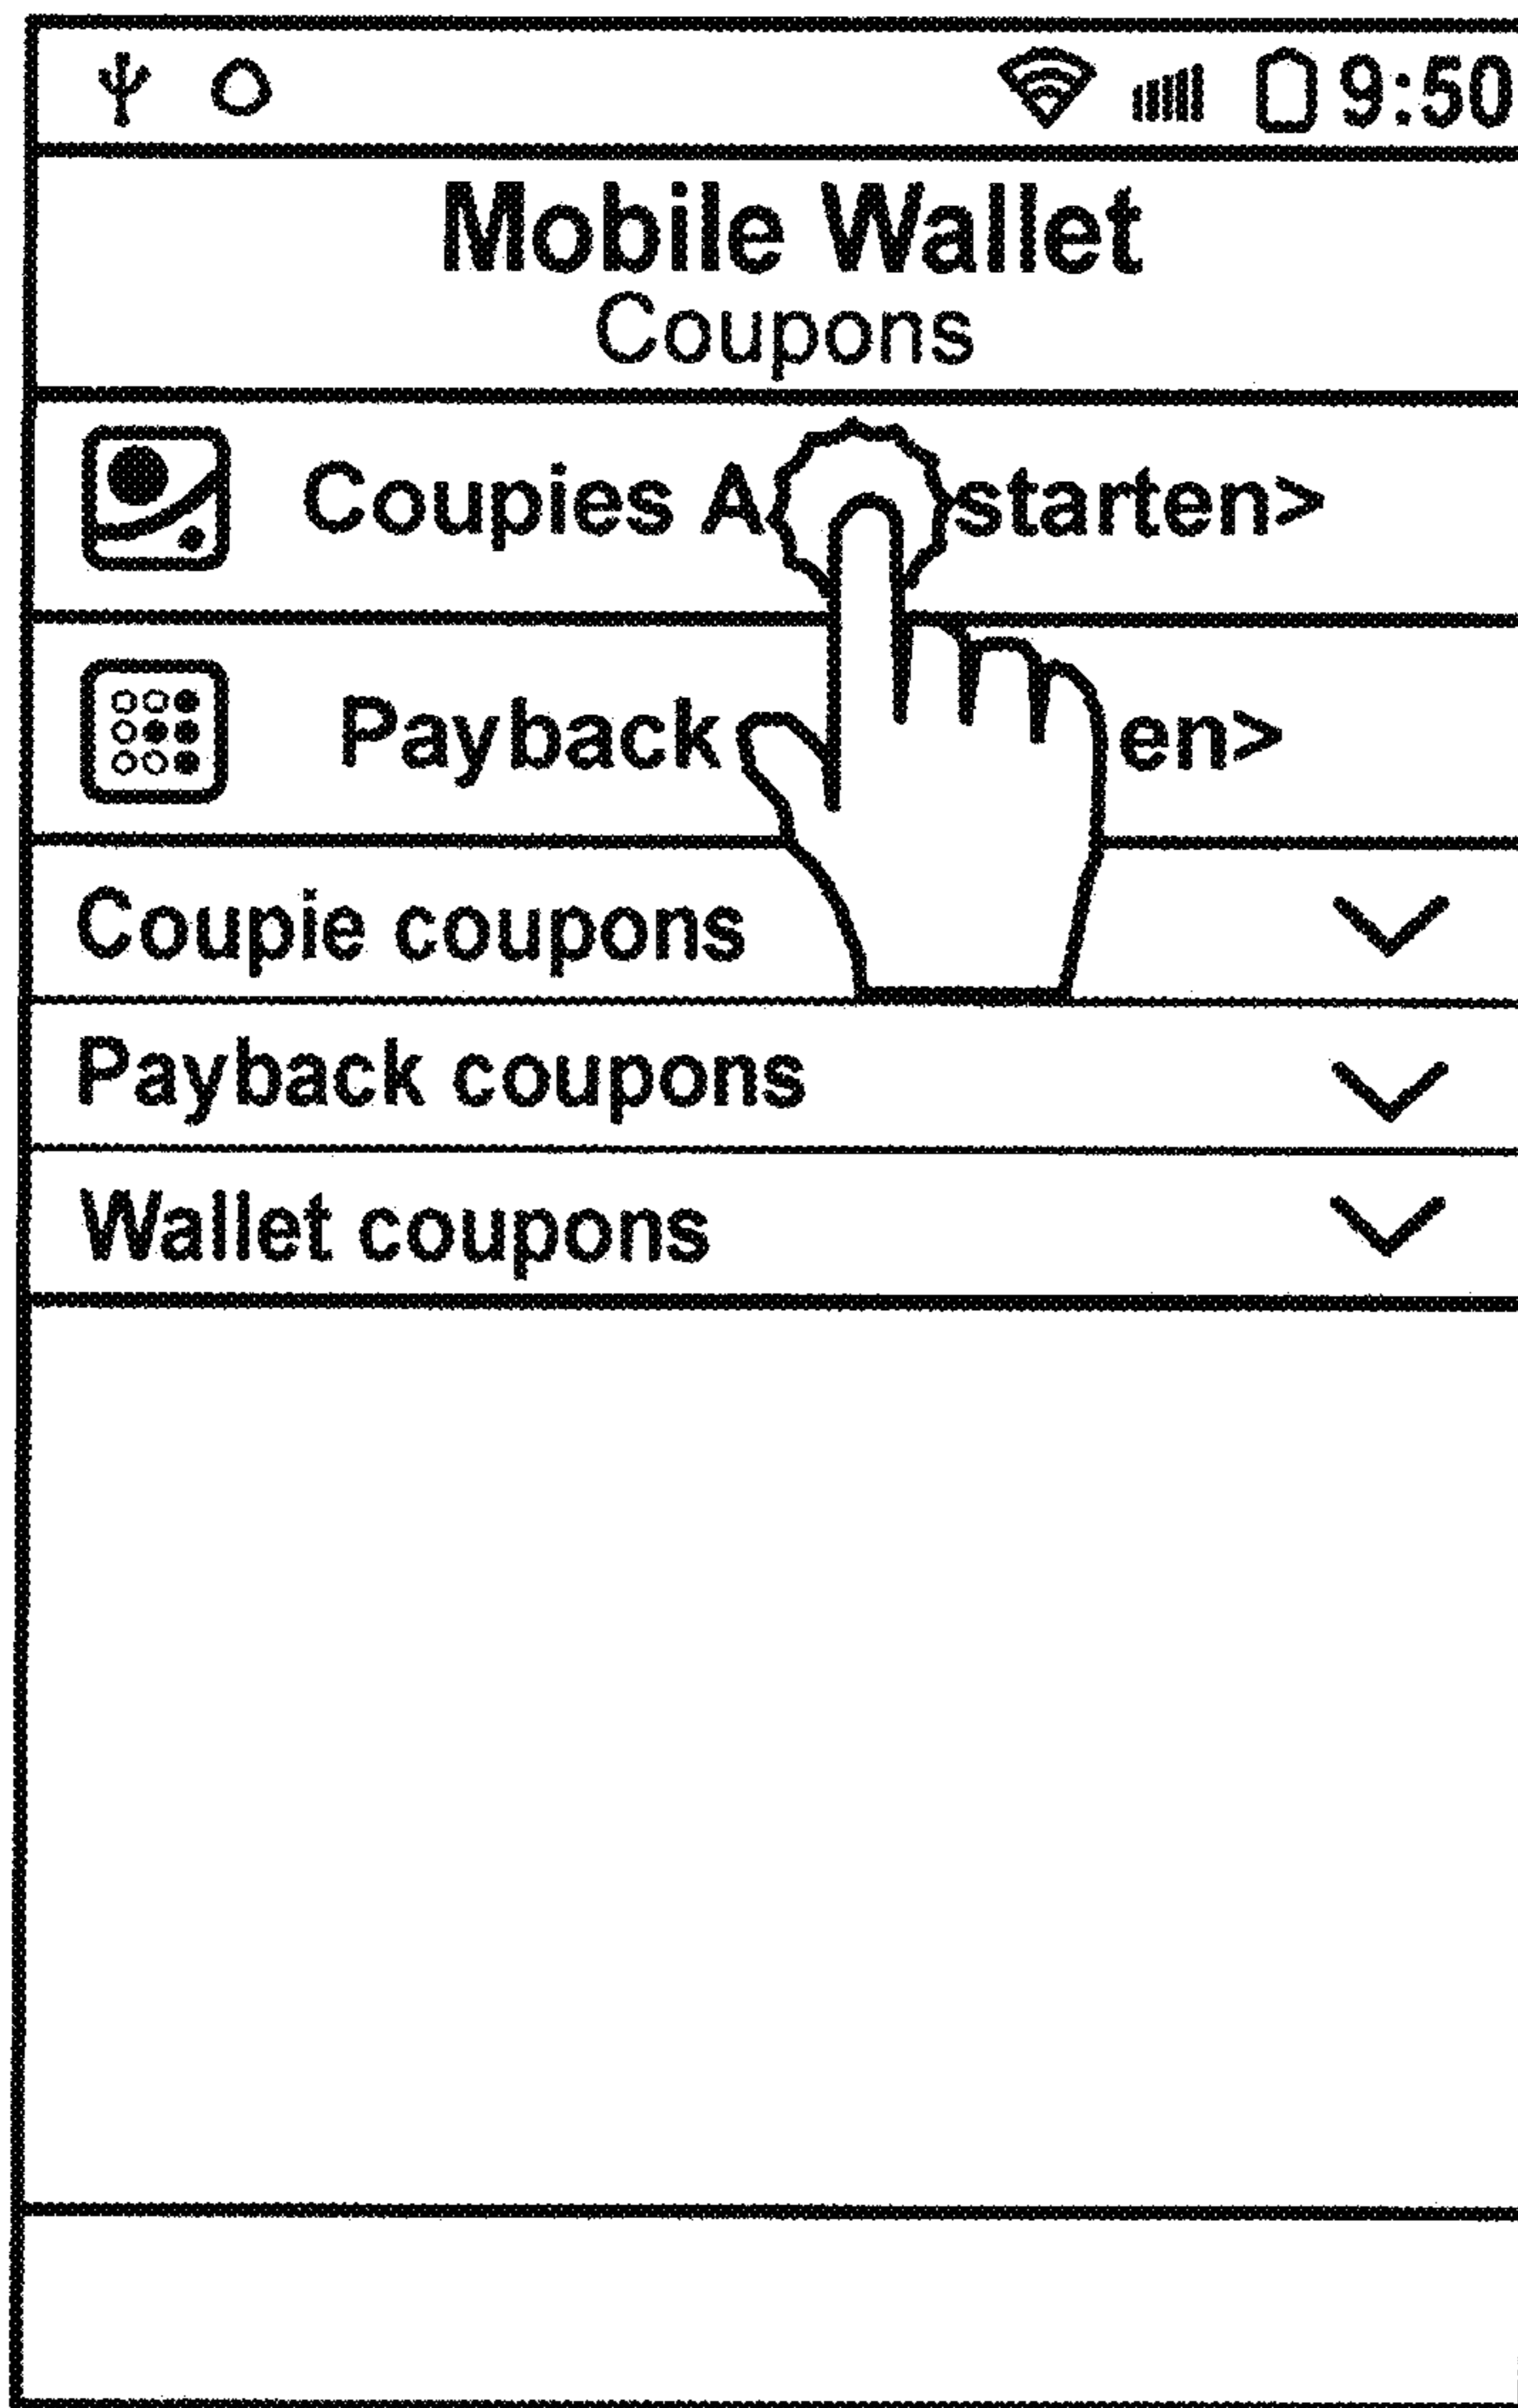 9:50
Mobile Wallet
Coupons
Coupies A starten>
Payback en>
Coupie coupons
Payback coupons
Wallet coupons